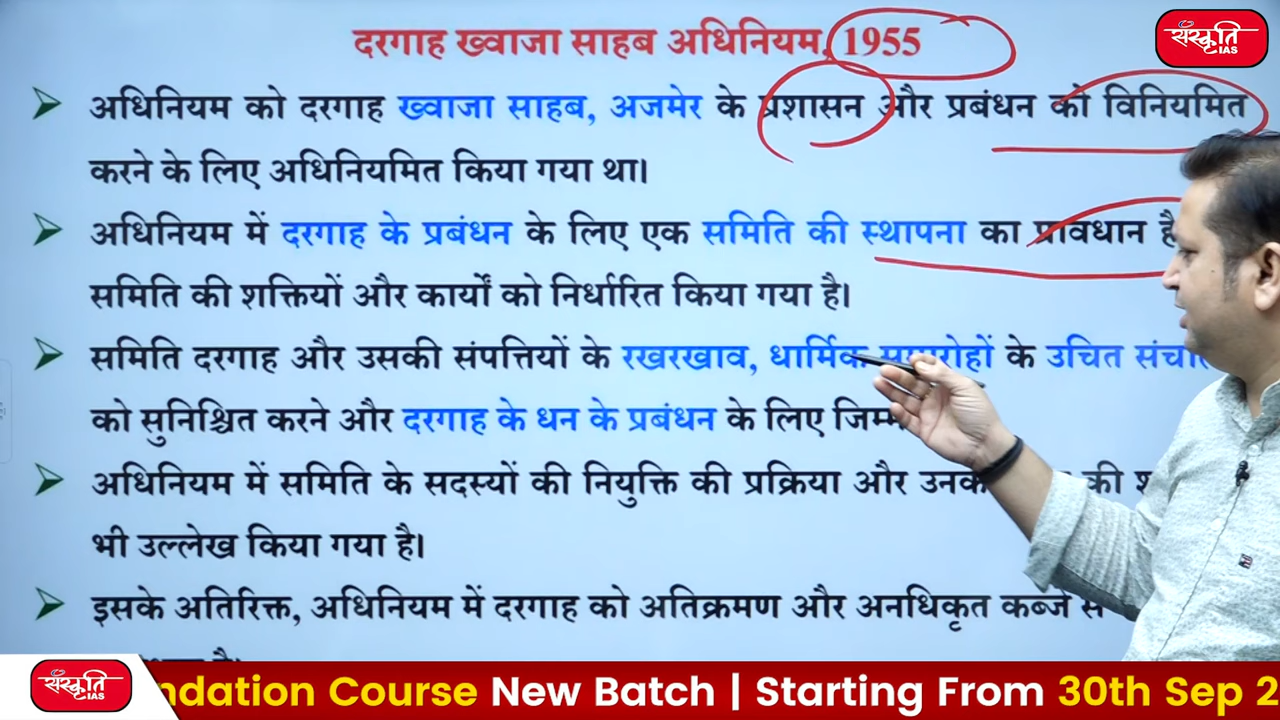 दरगाह ख्वाजा साहब अधिनियम, 1955
संस्कृति
IAS
अधिनियम को दरगाह ख्वाजा साहब, अजमेर के प्रशासन और प्रबंधन को विनियमित
करने के लिए अधिनियमित किया गया था।
अधिनियम में दरगाह के प्रबंधन के लिए एक समिति की स्थापना का प्रावधान है
समिति की शक्तियों और कार्यों को निर्धारित किया गया है।
समिति दरगाह और उसकी संपत्तियों के रखरखाव, धार्मिक समारोहों के उचित
को सुनिश्चित करने और दरगाह के धन के प्रबंधन के लिए
अधिनियम में समिति के सदस्यों की नियुक्ति की प्रक्रिया और की
भी उल्लेख किया गया है।
इसके अतिरिक्त, अधिनियम में दरगाह को अतिक्रमण और अनधिकृत कब्जे
संस्कृति
IAS
ndation Course New Batch | Starting From 30th Sep 2